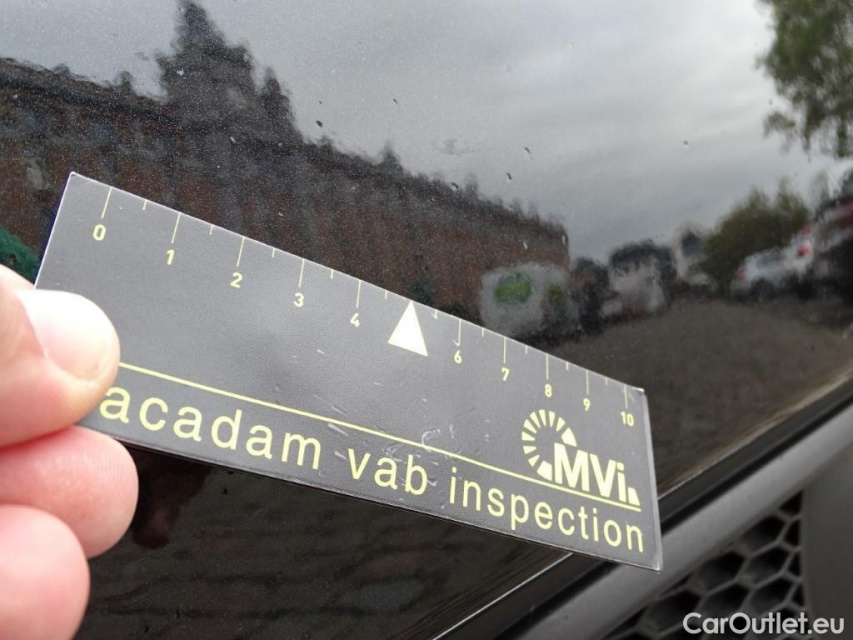 0 1 2 3 4 6 7 8 9 10
MVi
acadam vab inspection
CarOutlet.eu